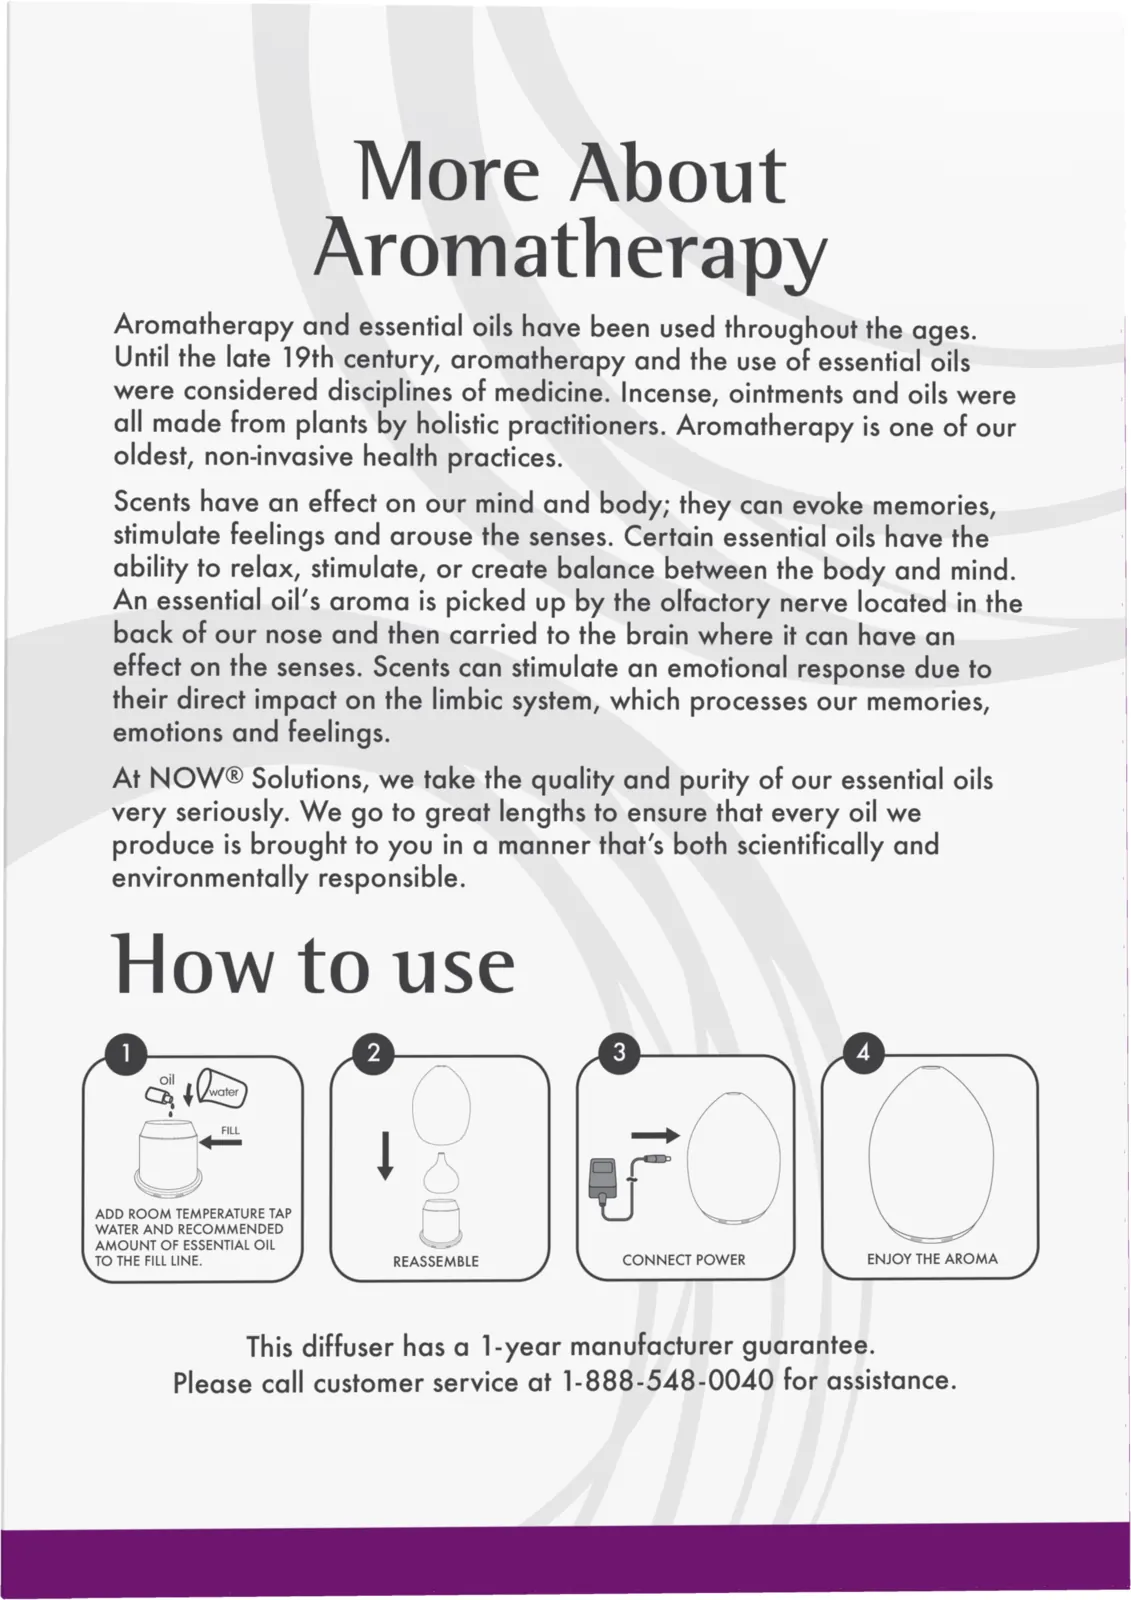 More About
Aromatherapy
Aromatherapy and essential oils have been used throughout the ages.
Until the late 19th century, aromatherapy and the use of essential oils
were considered disciplines of medicine. Incense, ointments and oils were
all made from plants by holistic practitioners. Aromatherapy is one of our
oldest, non-invasive health practices.
Scents have an effect on our mind and body; they can evoke memories,
stimulate feelings and arouse the senses. Certain essential oils have the
ability to relax, stimulate, or create balance between the body and mind.
An essential oil's aroma is picked up by the olfactory nerve located in the
back of our nose and then carried to the brain where it can have an
effect on the senses. Scents can stimulate an emotional response due to
their direct impact on the limbic system, which processes our memories,
emotions and feelings.
At NOW® Solutions, we take the quality and purity of our essential oils
very seriously. We go to great lengths to ensure that every oil we
produce is brought to you in a manner that's both scientifically and
environmentally responsible.
How to use
1
oil
water
FILL
ADD ROOM TEMPERATURE TAP
WATER AND RECOMMENDED
AMOUNT OF ESSENTIAL OIL
TO THE FILL LINE.
2
REASSEMBLE
3
CONNECT POWER
4
ENJOY THE AROMA
This diffuser has a 1-year manufacturer guarantee.
Please call customer service at 1-888-548-0040 for assistance.